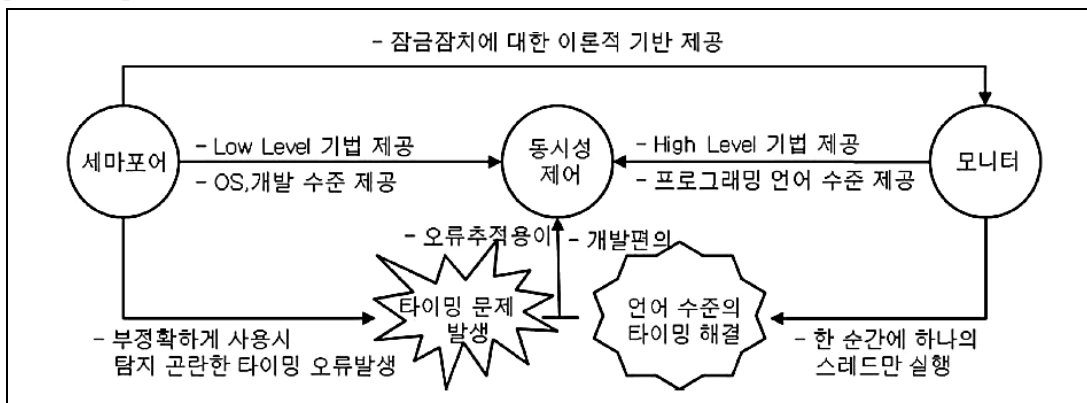 - 잠금잠치에 대한 이론적 기반 제공
세마포어
- Low Level 기법 제공
- OS,개발 수준 제공
동시성
제어
- High Level 기법 제공
- 프로그래밍 언어 수준 제공
모니터
- 오류추적용이
- 개발편의
타이밍 문제
발생
언어 수준의
타이밍 해결
- 부정확하게 사용시
탐지 곤란한 타이밍 오류발생
- 한 순간에 하나의
스레드만 실행